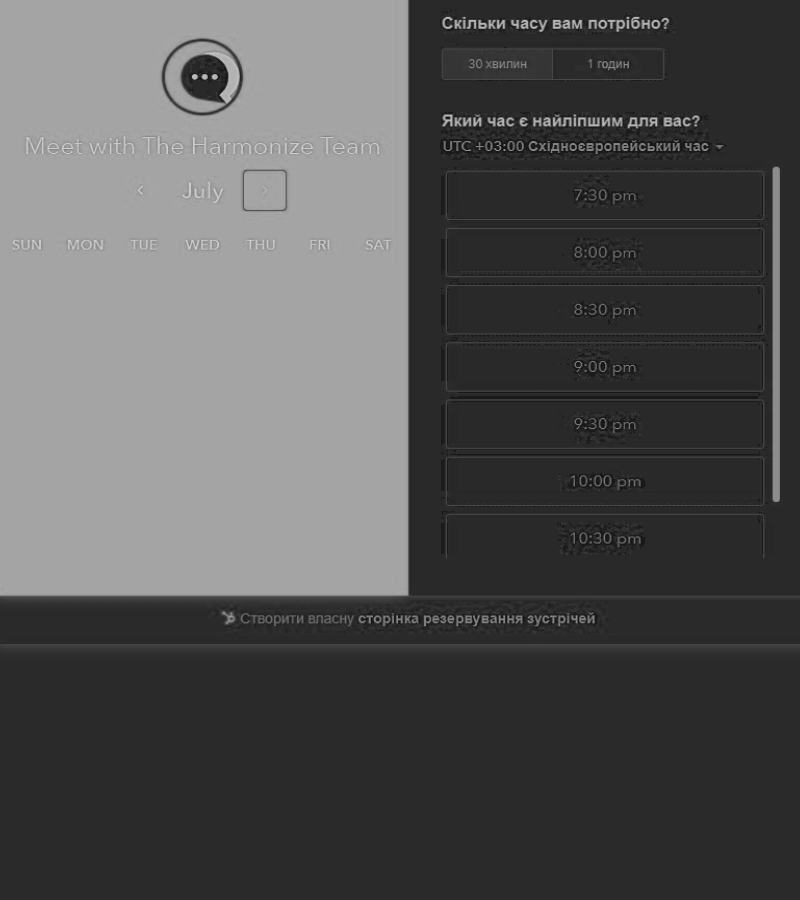 Meet with The Harmonize Team
July
SUN MON TUE WED THU FRI SAT
Скільки часу вам потрібно?
30 хвилин 1 годин
Який час є найліпшим для вас?
UTC +03:00 Східноєвропейський час
7:30 pm
8:00 pm
8:30 pm
9:00 pm
9:30 pm
10:00 pm
10:30 pm
Створити власну сторінка резервування зустрічей